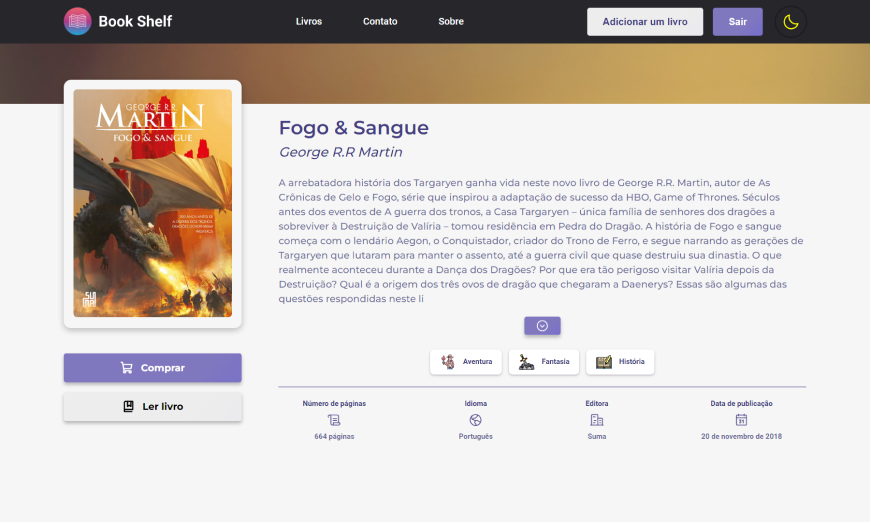 Book Shelf
Livros
Contato
Sobre
Adicionar um livro
Sair
GEORGE R.R.
MARTIN
FOGO & SANGUE
Fogo & Sangue
George R.R Martin
A arrebatadora história dos Targaryen ganha vida neste novo livro de George R.R. Martin, autor de As
Crônicas de Gelo e Fogo, série que inspirou a adaptação de sucesso da HBO, Game of Thrones. Séculos
antes dos eventos de A guerra dos tronos, a Casa Targaryen – única família de senhores dos dragões a
sobreviver à Destruição de Valíria – tomou residência em Pedra do Dragão. A história de Fogo e sangue
começa com o lendário Aegon, o Conquistador, criador do Trono de Ferro, e segue narrando as gerações de
Targaryen que lutaram para manter o assento, até a guerra civil que quase destruiu sua dinastia. O que
realmente aconteceu durante a Dança dos Dragões? Por que era tão perigoso visitar Valíria depois da
Destruição? Qual é a origem dos três ovos de dragão que chegaram a Daenerys? Essas são algumas das
questões respondidas neste li
Comprar
Ler livro
Aventura
Fantasia
História
Número de páginas
Idioma
Editora
Data de publicação
31
664 páginas
Português
Suma
20 de novembro de 2018